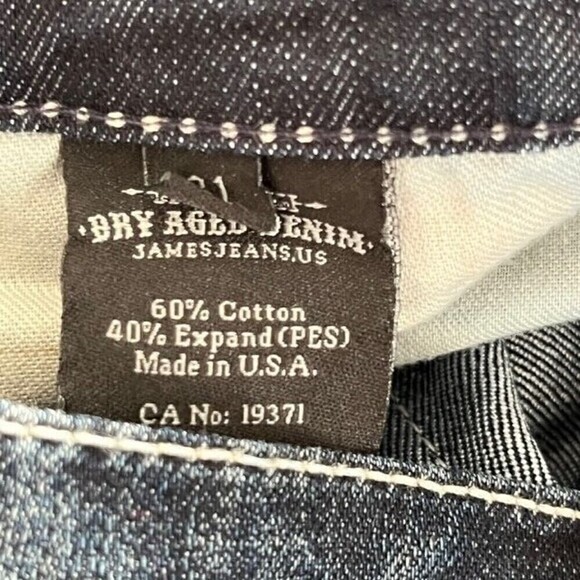 DRY AGED DENIM
JAMESJEANS.US
60% Cotton
40% Expand(PES)
Made in U.S.A.
CA No: 19371